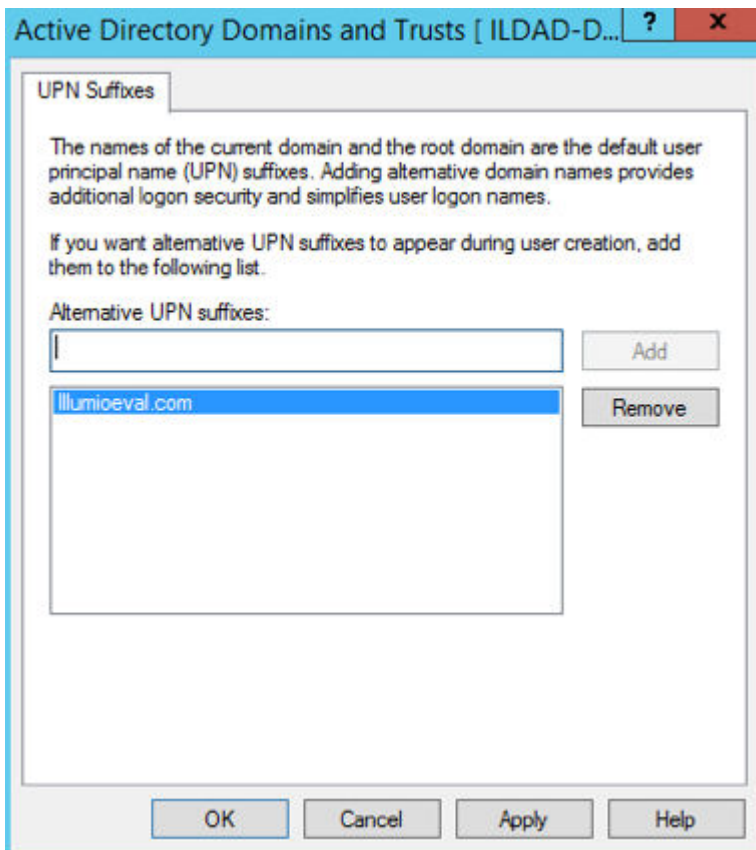 Active Directory Domains and Trusts [ ILDAD-D... ? x
UPN Suffixes
The names of the current domain and the root domain are the default user
principal name (UPN) suffixes. Adding alternative domain names provides
additional logon security and simplifies user logon names.
If you want alternative UPN suffixes to appear during user creation, add
them to the following list.
Alternative UPN suffixes:
Add
Illumioeval.com
Remove
OK Cancel Apply Help